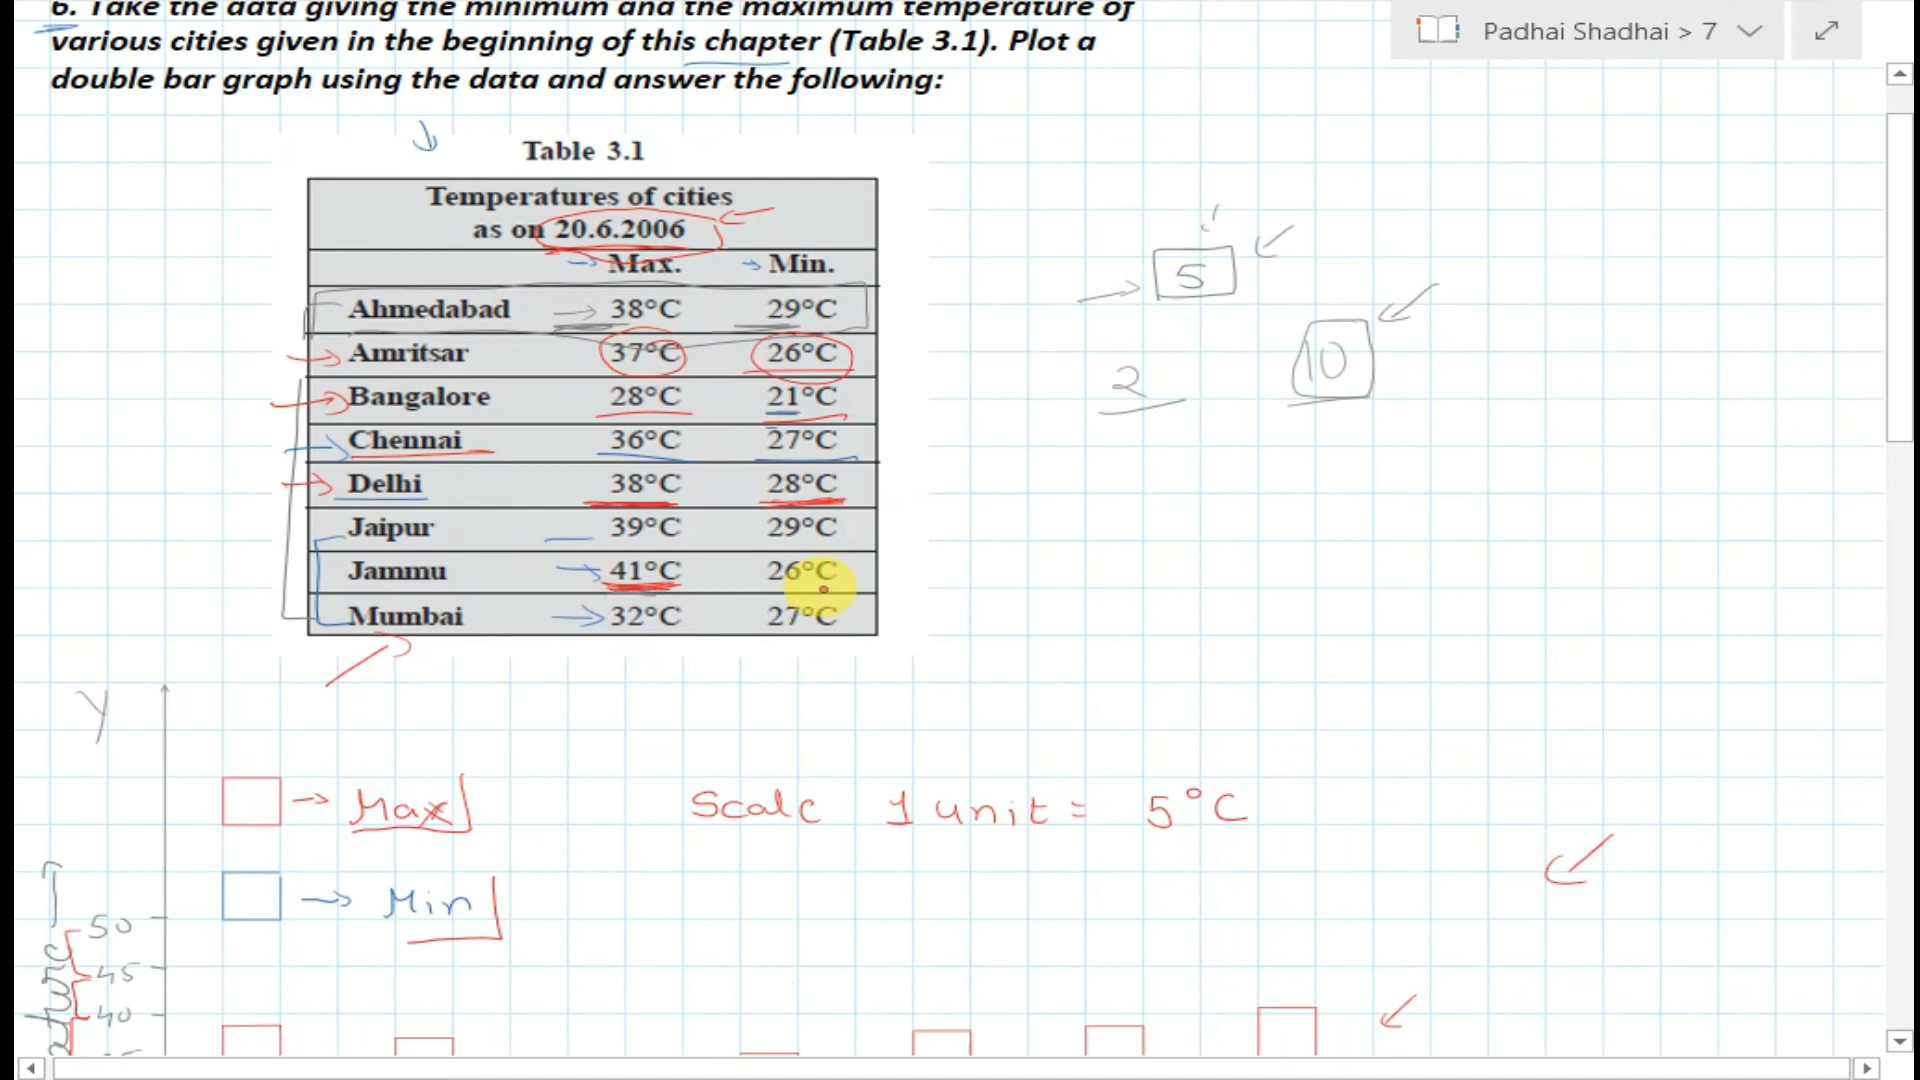 6. Take the data giving the minimum and the maximum temperature of
various cities given in the beginning of this chapter (Table 3.1). Plot a
double bar graph using the data and answer the following:
Padhai Shadhai > 7
Table 3.1
Temperatures of cities
as on 20.6.2006
Max. Min.
Ahmedabad 38°C 29°C
Amritsar 37°C 26°C
Bangalore 28°C 21°C
Chennai 36°C 27°C
Delhi 38°C 28°C
Jaipur 39°C 29°C
Jammu 41°C 26°C
Mumbai 32°C 27°C
5
10
2
Y
Max
Scale 1 unit = 5°C
Min
50
45
40